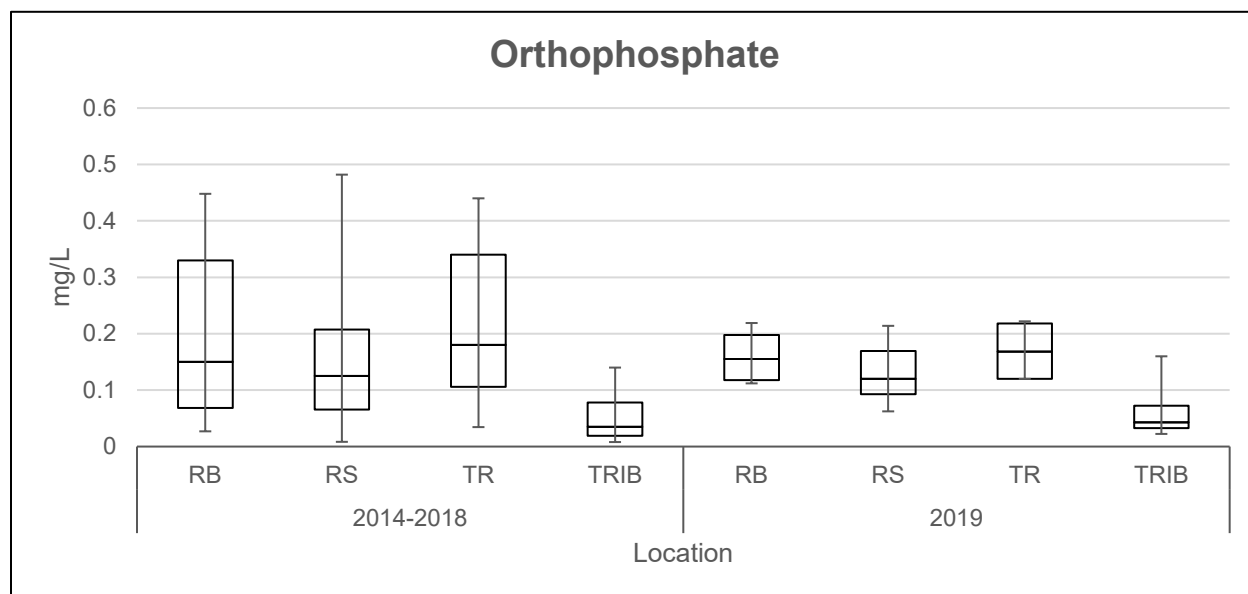 Orthophosphate
0.6
0.5
0.4
0.3
0.2
0.1
0
mg/L
RB RS TR TRIB RB RS TR TRIB
2014-2018 2019
Location